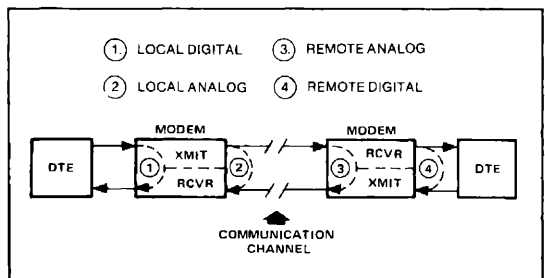 ① LOCAL DIGITAL ③ REMOTE ANALOG
② LOCAL ANALOG ④ REMOTE DIGITAL
MODEM MODEM
DTE ① XMIT RCVR ② ③ RCVR XMIT ④ DTE
COMMUNICATION
CHANNEL